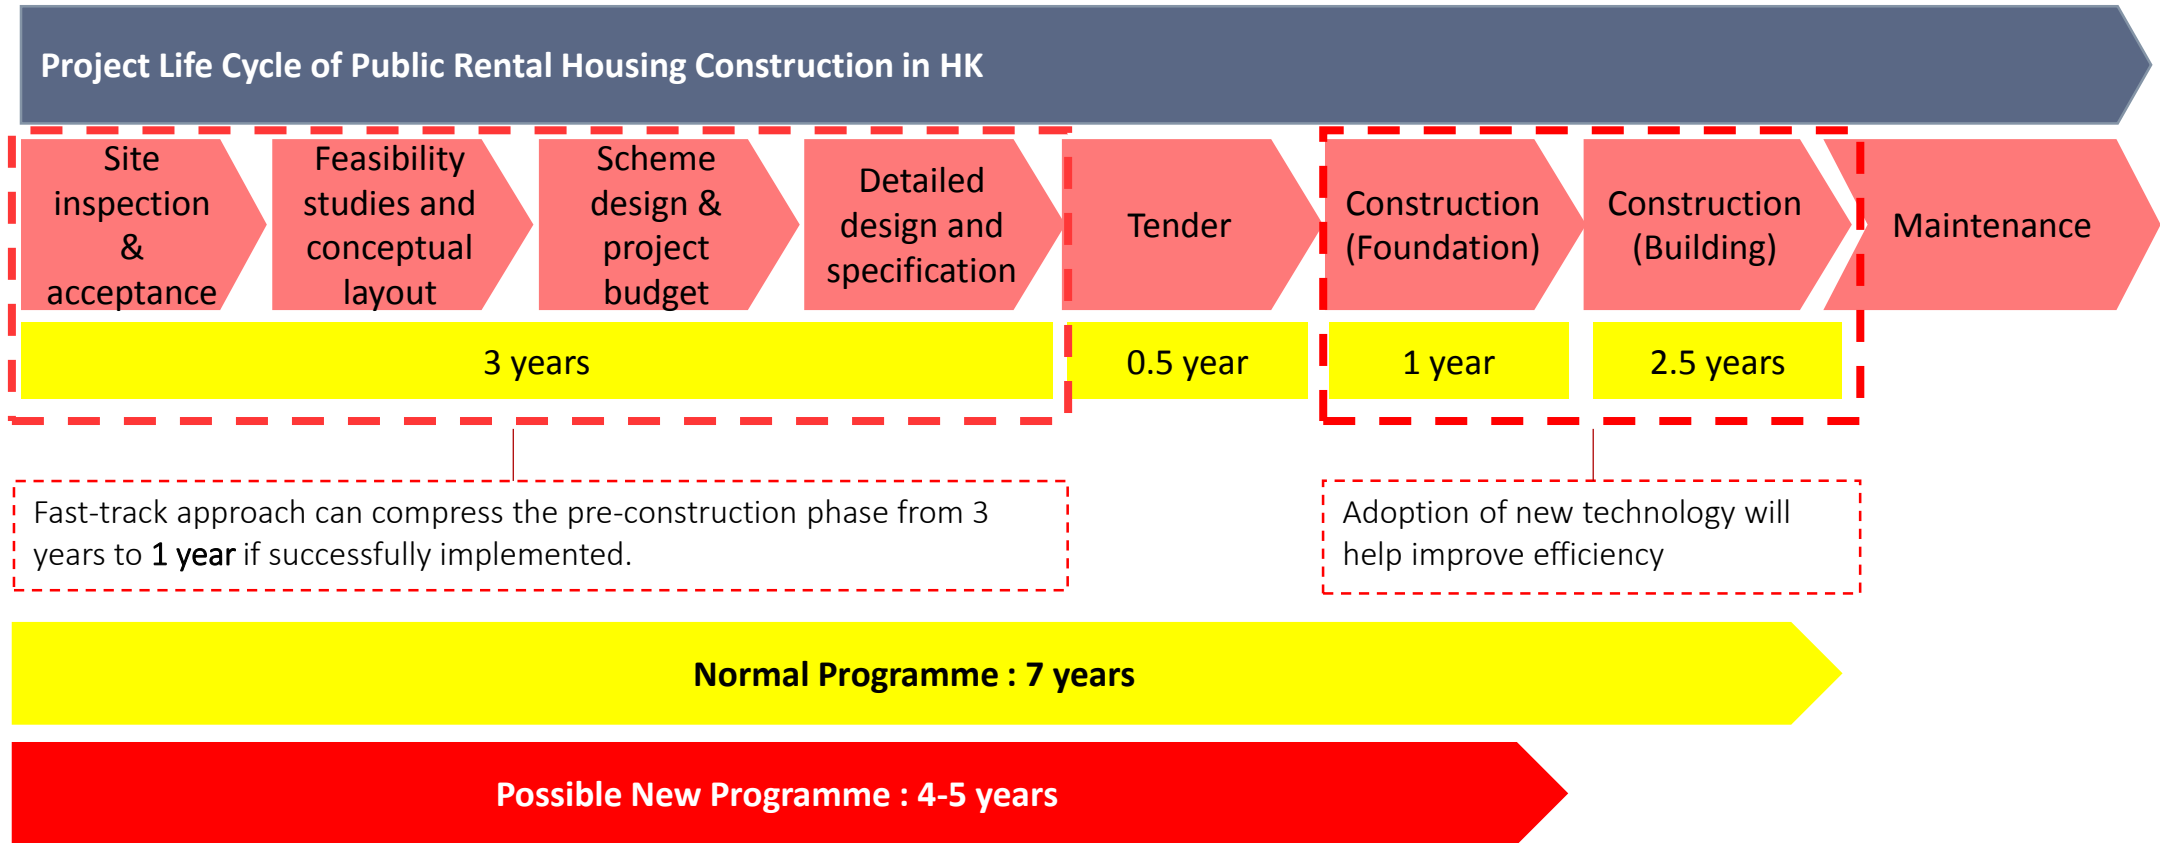 Project Life Cycle of Public Rental Housing Construction in HK
Site
inspection
&
acceptance
Feasibility
studies and
conceptual
layout
Scheme
design &
project
budget
Detailed
design and
specification
Tender
Construction
(Foundation)
Construction
(Building)
Maintenance
3 years
0.5 year
1 year
2.5 years
Fast-track approach can compress the pre-construction phase from 3
years to 1 year if successfully implemented.
Adoption of new technology will
help improve efficiency
Normal Programme : 7 years
Possible New Programme : 4-5 years